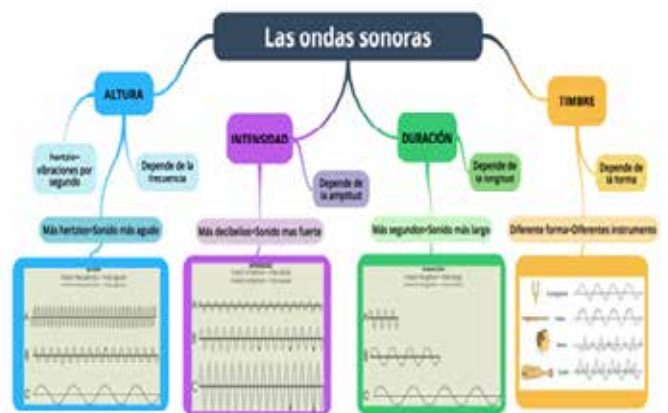 Las ondas sonoras
ALTURA
INTENSIDAD
DURACIÓN
TIMBRE
hertzio=
vibraciones por
segundo
Depende de la
frecuencia
Depende de
la amplitud
Depende de
la longitud
Depende de
la forma
Más hertzios=Sonido más agudo
Más decibelios=Sonido mas fuerte
Más segundos=Sonido más largo
Diferente forma=Diferentes instrumento
A
B
C
A
B
C
A
B
C